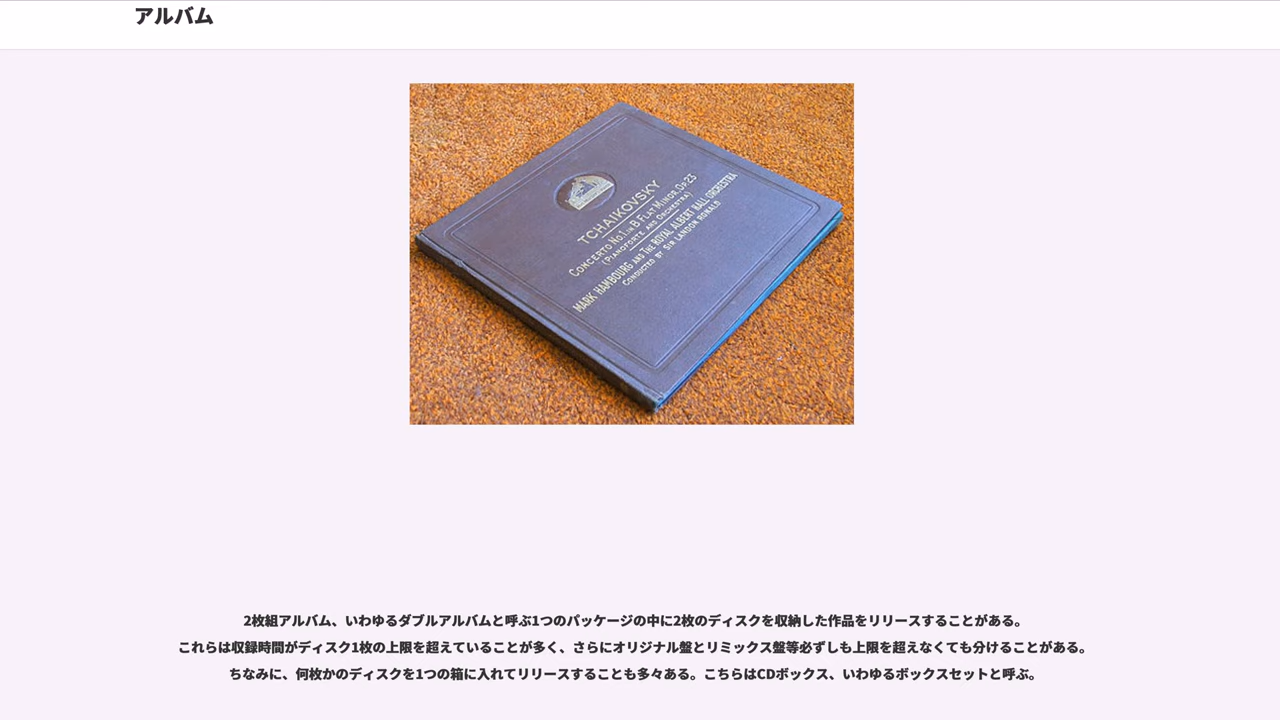 アルバム
TCHAIKOVSKY
CONCERTO No.1. IN B FLAT MINOR, Op. 23
(PIANOFORTE AND ORCHESTRA)
MARK HAMBOURG AND THE ROYAL ALBERT HALL ORCHESTRA
CONDUCTED BY SIR LANDON RONALD
2枚組アルバム、いわゆるダブルアルバムと呼ぶ1つのパッケージの中に2枚のディスクを収納した作品をリリースすることがある。
これらは収録時間がディスク1枚の上限を超えていることが多く、さらにオリジナル盤とリミックス盤等必ずしも上限を超えなくても分けることがある。
ちなみに、何枚かのディスクを1つの箱に入れてリリースすることも多々ある。こちらはCDボックス、いわゆるボックスセットと呼ぶ。